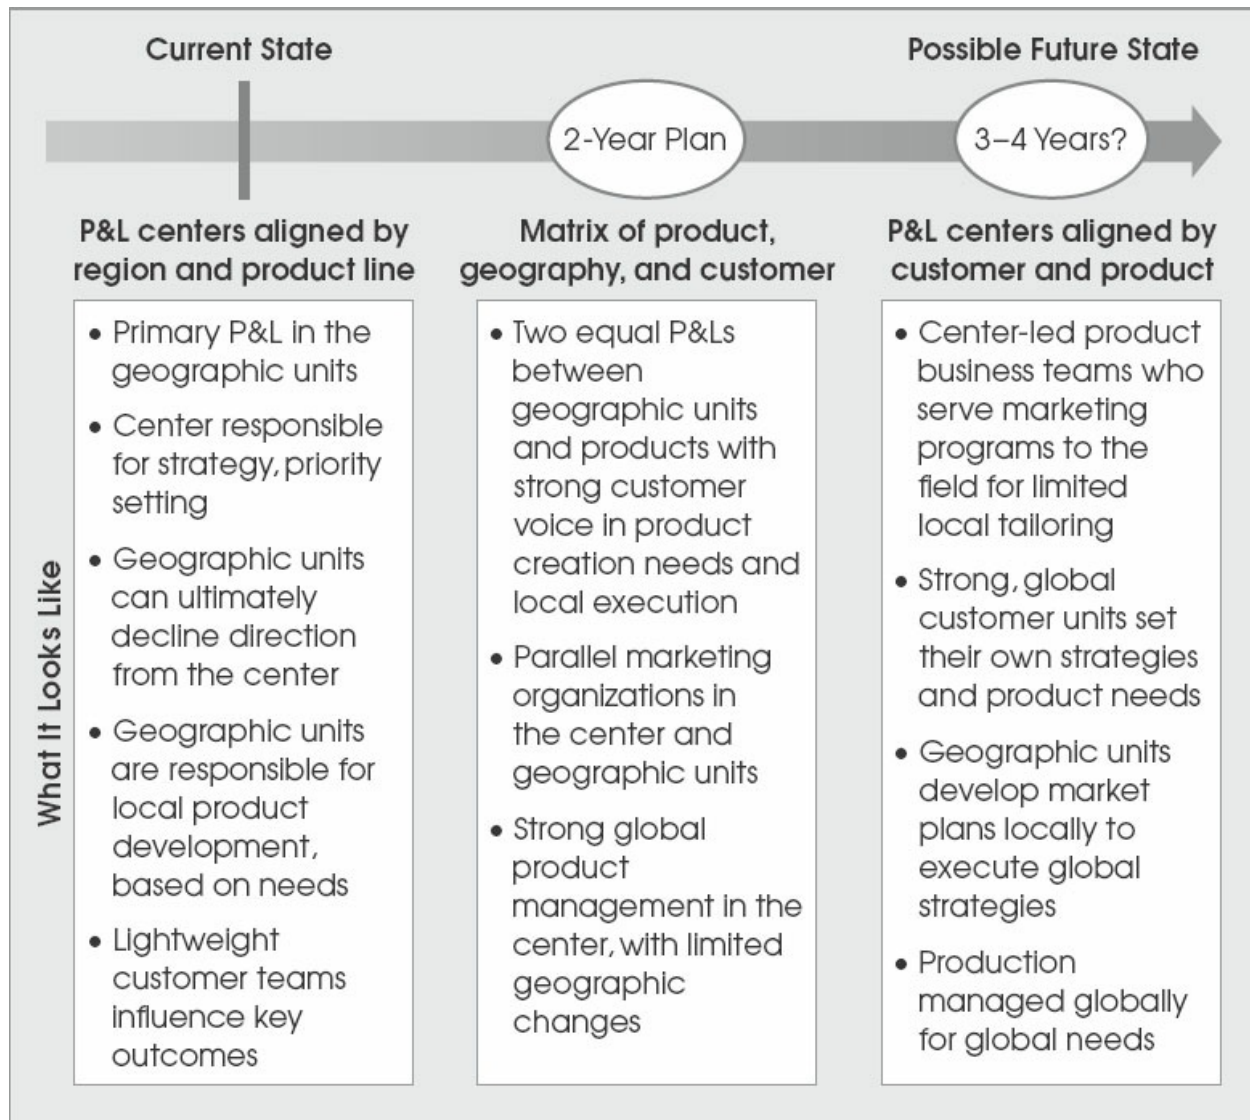 Current State
Possible Future State
2-Year Plan
3–4 Years?
What It Looks Like
P&L centers aligned by
region and product line
• Primary P&L in the
geographic units
• Center responsible
for strategy, priority
setting
• Geographic units
can ultimately
decline direction
from the center
• Geographic units
are responsible for
local product
development,
based on needs
• Lightweight
customer teams
influence key
outcomes
Matrix of product,
geography, and customer
• Two equal P&Ls
between
geographic units
and products with
strong customer
voice in product
creation needs and
local execution
• Parallel marketing
organizations in
the center and
geographic units
• Strong global
product
management in the
center, with limited
geographic
changes
P&L centers aligned by
customer and product
• Center-led product
business teams who
serve marketing
programs to the
field for limited
local tailoring
• Strong, global
customer units set
their own strategies
and product needs
• Geographic units
develop market
plans locally to
execute global
strategies
• Production
managed globally
for global needs